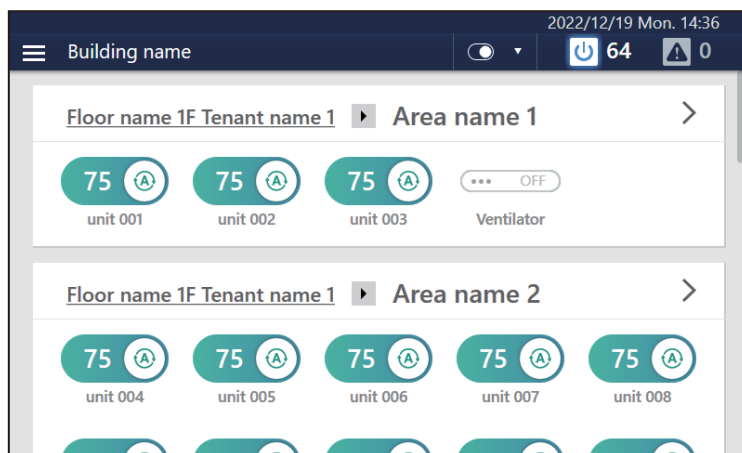 2022/12/19 Mon. 14:36
Building name 64 0
Floor name 1F Tenant name 1 Area name 1
75 A 75 A 75 A OFF
unit 001 unit 002 unit 003 Ventilator
Floor name 1F Tenant name 1 Area name 2
75 A 75 A 75 A 75 A 75 A
unit 004 unit 005 unit 006 unit 007 unit 008